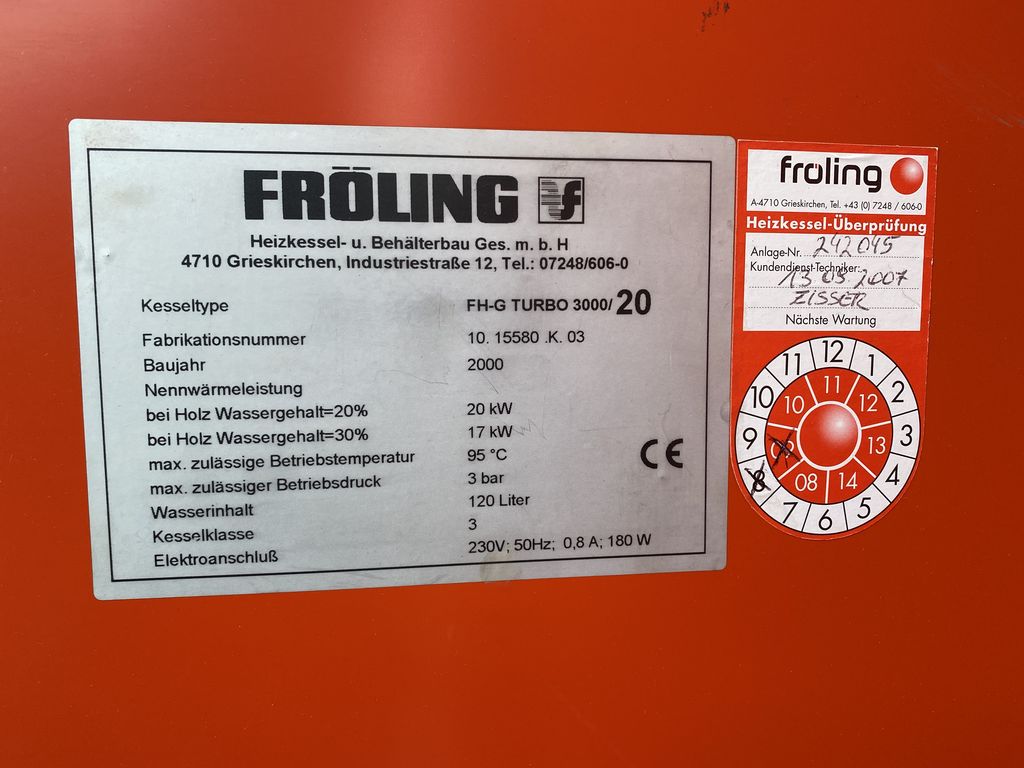 FRÖLING
Heizkessel- u. Behälterbau Ges. m. b. H
4710 Grieskirchen, Industriestraße 12, Tel.: 07248/606-0
Kesseltype FH-G TURBO 3000/ 20
Fabrikationsnummer 10. 15580 .K. 03
Baujahr 2000
Nennwärmeleistung
bei Holz Wassergehalt=20% 20 kW
bei Holz Wassergehalt=30% 17 kW
max. zulässige Betriebstemperatur 95 °C
max. zulässiger Betriebsdruck 3 bar
Wasserinhalt 120 Liter
Kesselklasse 3
Elektroanschluß 230V; 50Hz; 0,8 A; 180 W
CE
fröling
A-4710 Grieskirchen, Tel. +43 (0) 7248 / 606-0
Heizkessel-Überprüfung
Anlage-Nr. 242045
Kundendienst-Techniker:
13 09 2007
ZISSER
Nächste Wartung
12 1 2 3 4 5 6 7 8 9 10 11
11 12 13 14 08 09 10